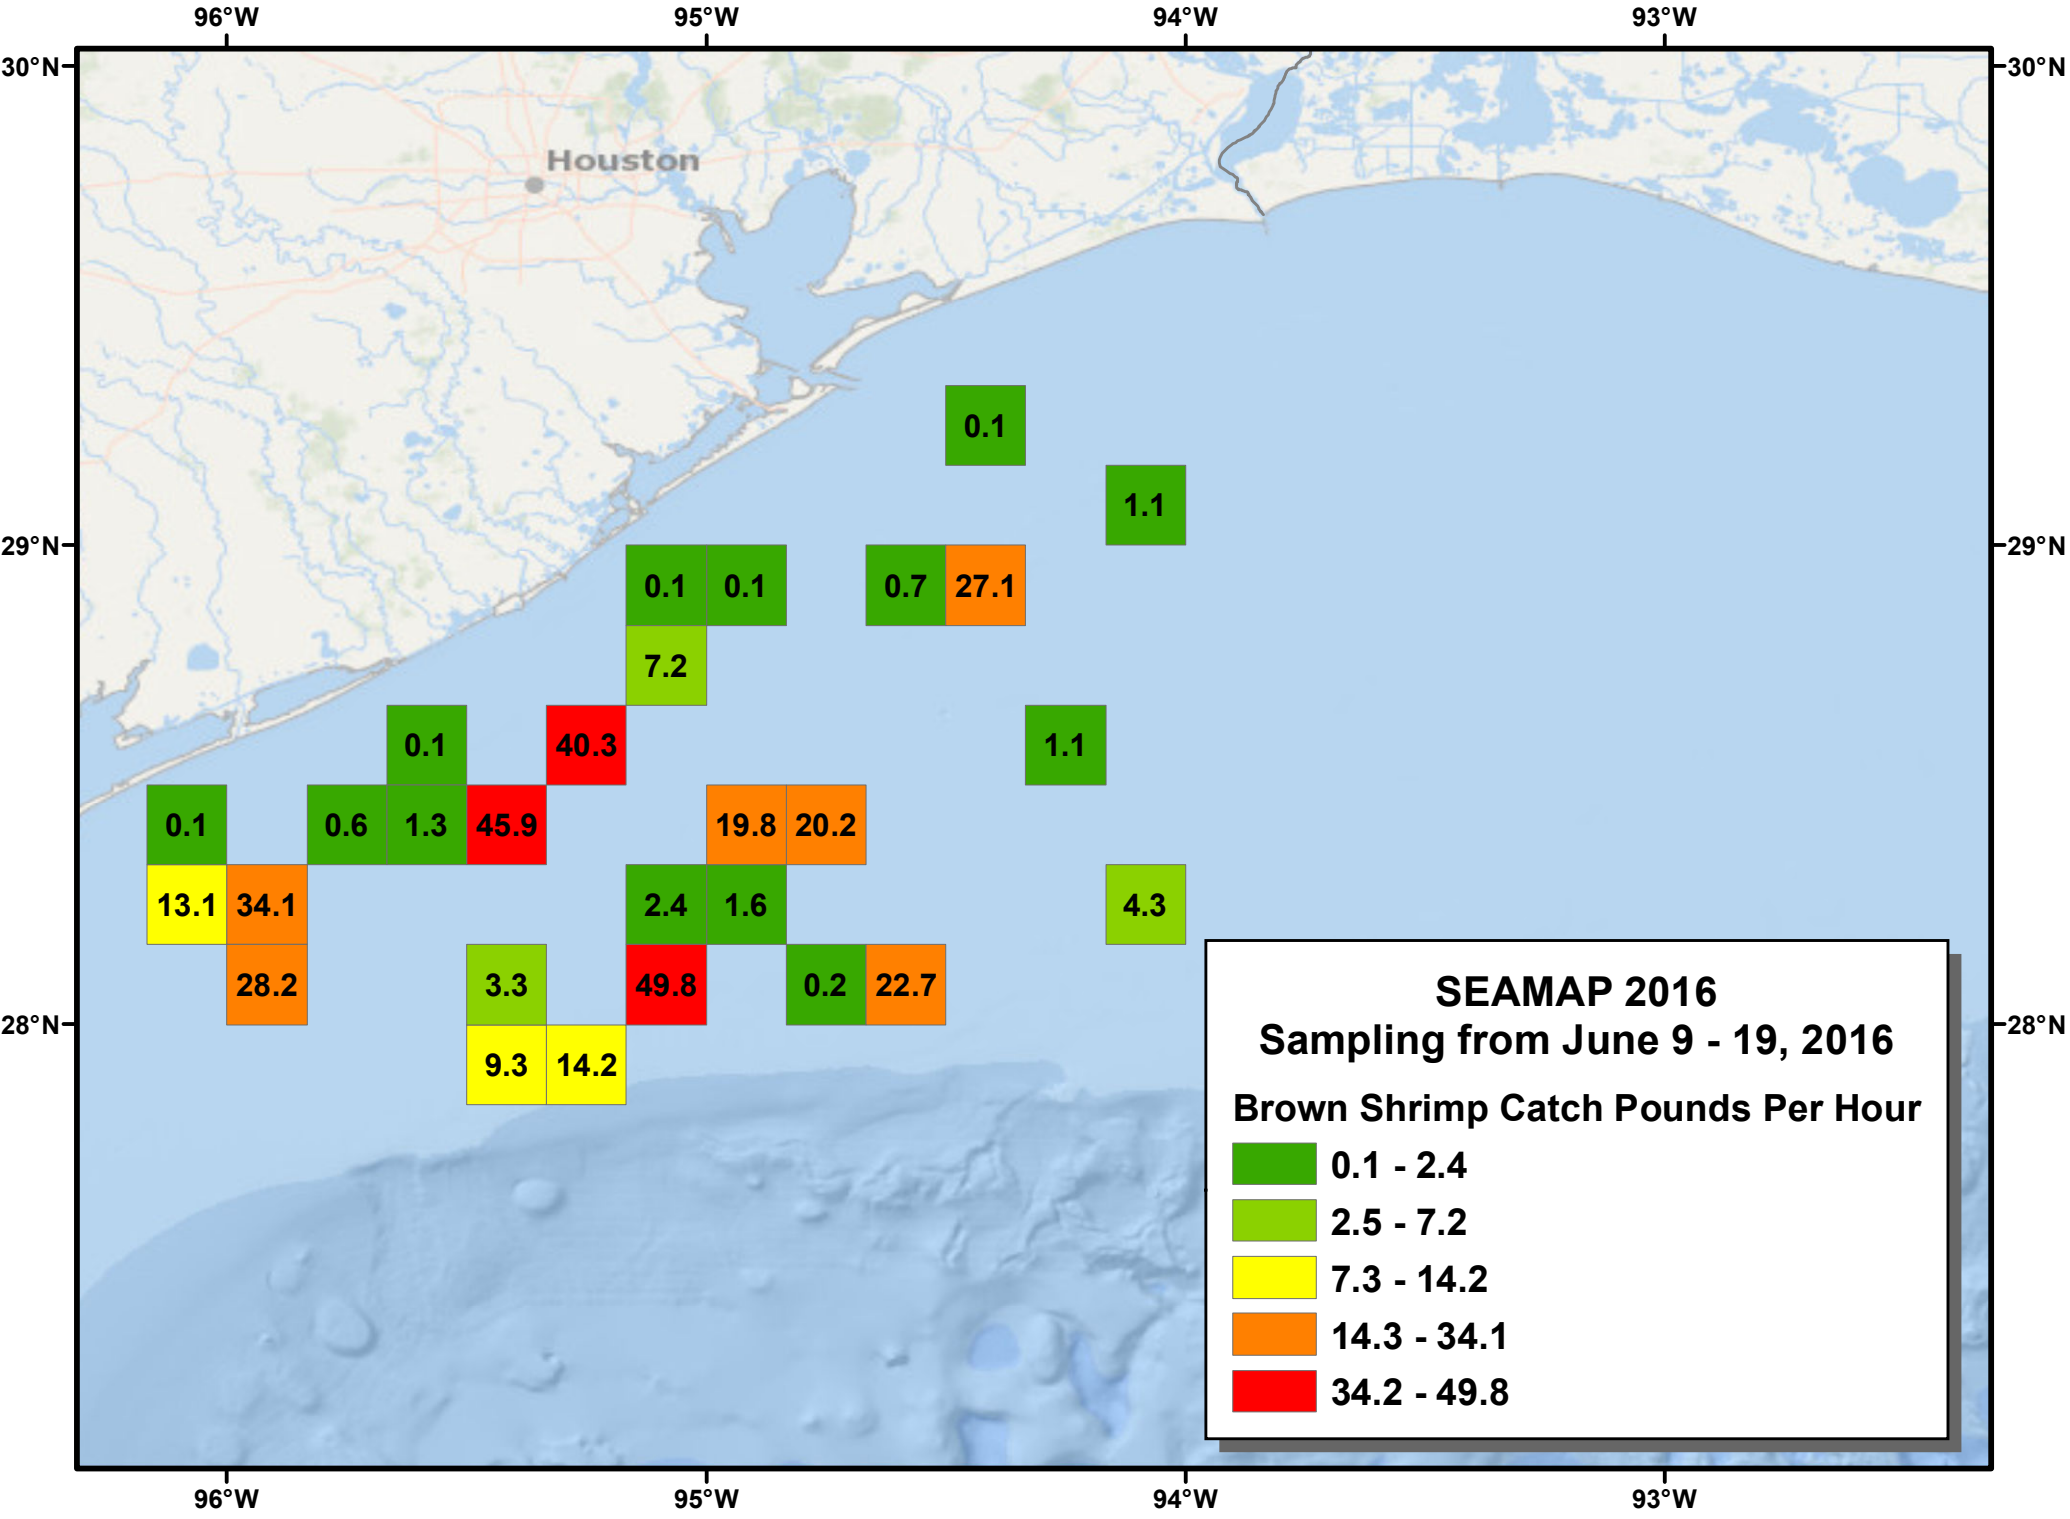 96°W 95°W 94°W 93°W
30°N 30°N
Houston
0.1
1.1
29°N 29°N
0.1 0.1 0.7 27.1
7.2
0.1 40.3 1.1
0.1 0.6 1.3 45.9 19.8 20.2
13.1 34.1 2.4 1.6 4.3
28.2 3.3 49.8 0.2 22.7
28°N 28°N
9.3 14.2
SEAMAP 2016
Sampling from June 9 - 19, 2016
Brown Shrimp Catch Pounds Per Hour
0.1 - 2.4
2.5 - 7.2
7.3 - 14.2
14.3 - 34.1
34.2 - 49.8
96°W 95°W 94°W 93°W